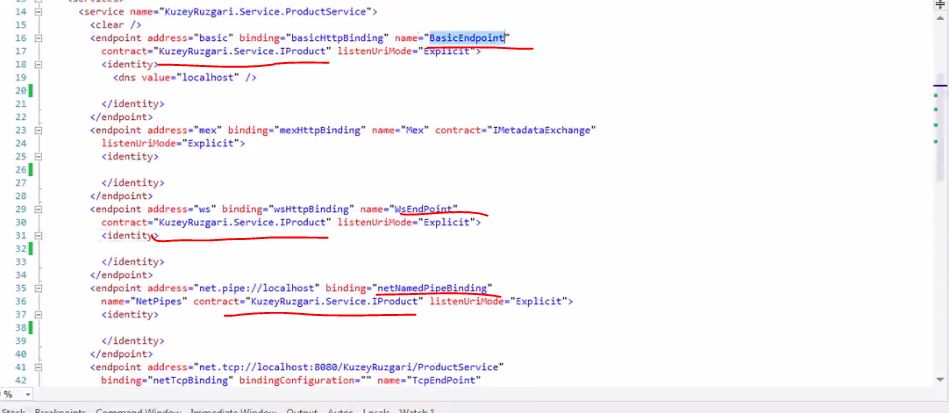 14 <service name="KuzeyRuzgari.Service.ProductService">
15 <clear />
16 <endpoint address="basic" binding="basicHttpBinding" name="BasicEndpoint"
17 contract="KuzeyRuzgari.Service.IProduct" listenUriMode="Explicit">
18 <identity>
19 <dns value="localhost" />
20
21 </identity>
22 </endpoint>
23 <endpoint address="mex" binding="mexHttpBinding" name="Mex" contract="IMetadataExchange"
24 listenUriMode="Explicit">
25 <identity>
26
27 </identity>
28 </endpoint>
29 <endpoint address="ws" binding="wsHttpBinding" name="WsEndPoint"
30 contract="KuzeyRuzgari.Service.IProduct" listenUriMode="Explicit">
31 <identity>
32
33 </identity>
34 </endpoint>
35 <endpoint address="net.pipe://localhost" binding="netNamedPipeBinding"
36 name="NetPipes" contract="KuzeyRuzgari.Service.IProduct" listenUriMode="Explicit">
37 <identity>
38
39 </identity>
40 </endpoint>
41 <endpoint address="net.tcp://localhost:8080/KuzeyRuzgari/ProductService"
42 binding="netTcpBinding" bindingConfiguration="" name="TcpEndPoint"
%
Stack Breakpoints Command Window Immediate Window Output Autos Locals Watch 1